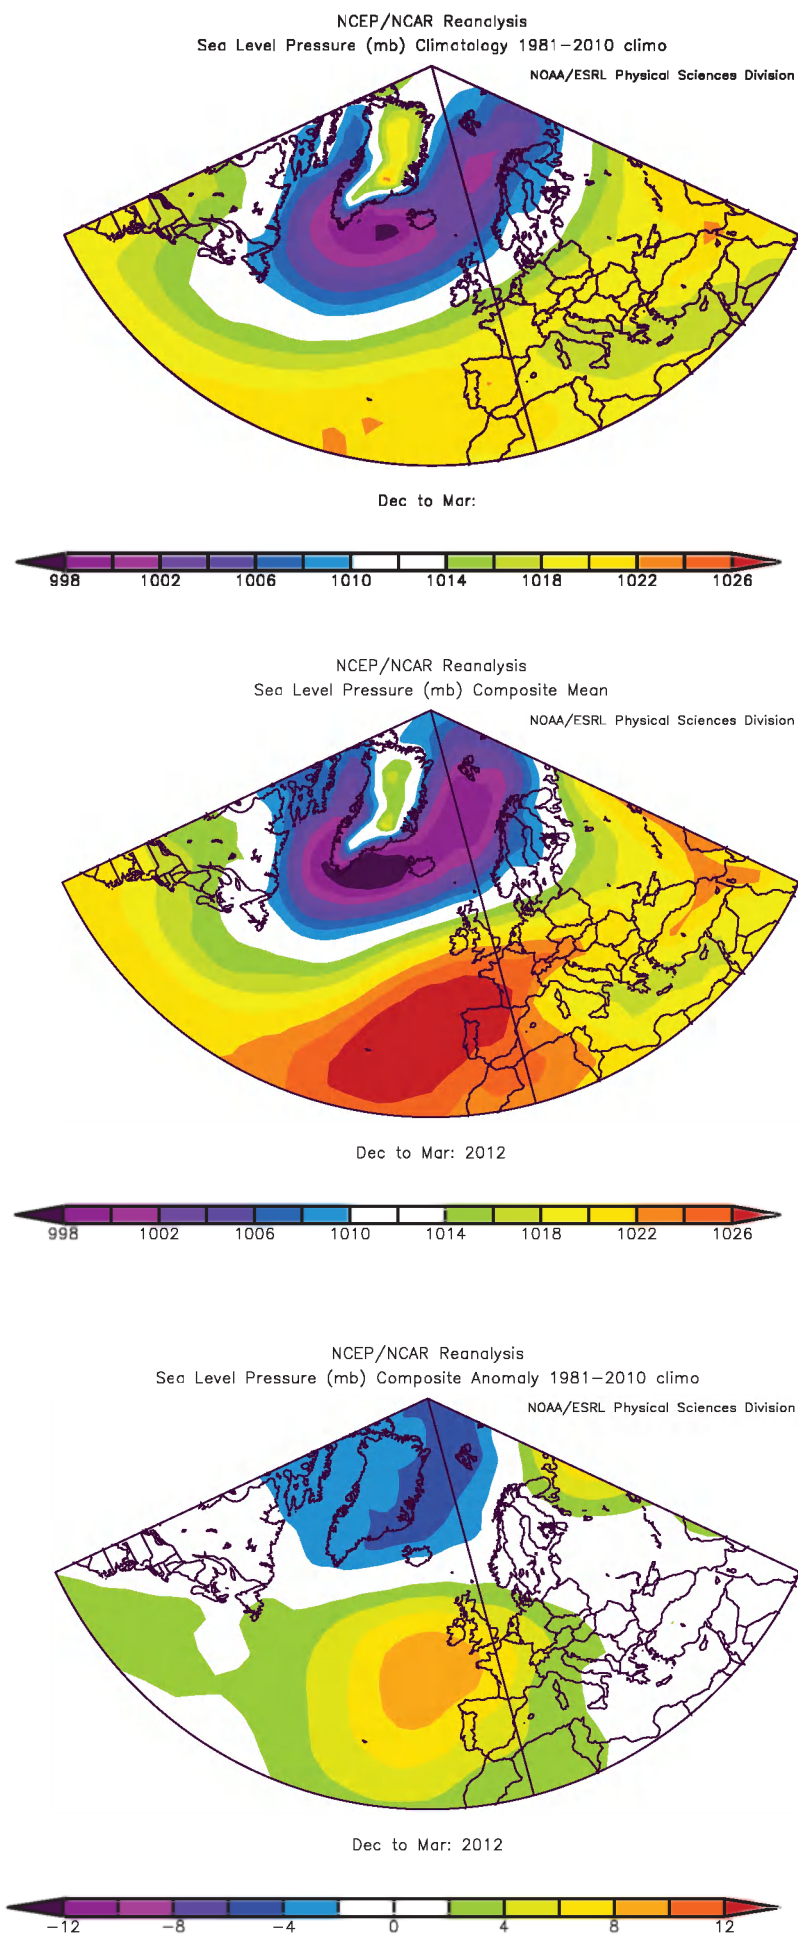 NCEP/NCAR Reanalysis
Sea Level Pressure (mb) Climatology 1981-2010 climo
NOAA/ESRL Physical Sciences Division
Dec to Mar:
998 1002 1006 1010 1014 1018 1022 1026
NCEP/NCAR Reanalysis
Sea Level Pressure (mb) Composite Mean
NOAA/ESRL Physical Sciences Division
Dec to Mar: 2012
998 1002 1006 1010 1014 1018 1022 1026
NCEP/NCAR Reanalysis
Sea Level Pressure (mb) Composite Anomaly 1981-2010 climo
NOAA/ESRL Physical Sciences Division
Dec to Mar: 2012
-12 -8 -4 0 4 8 12